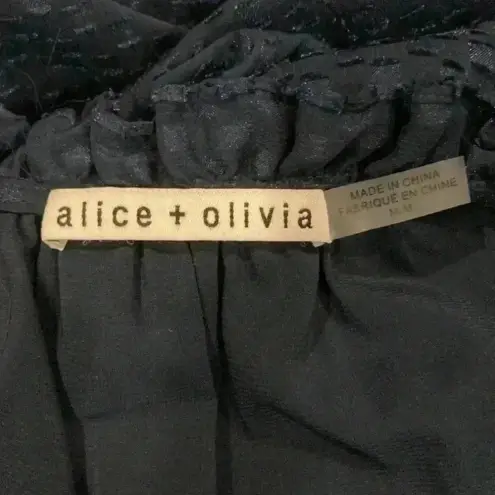 alice + olivia
MADE IN CHINA
FABRIQUE EN CHINE